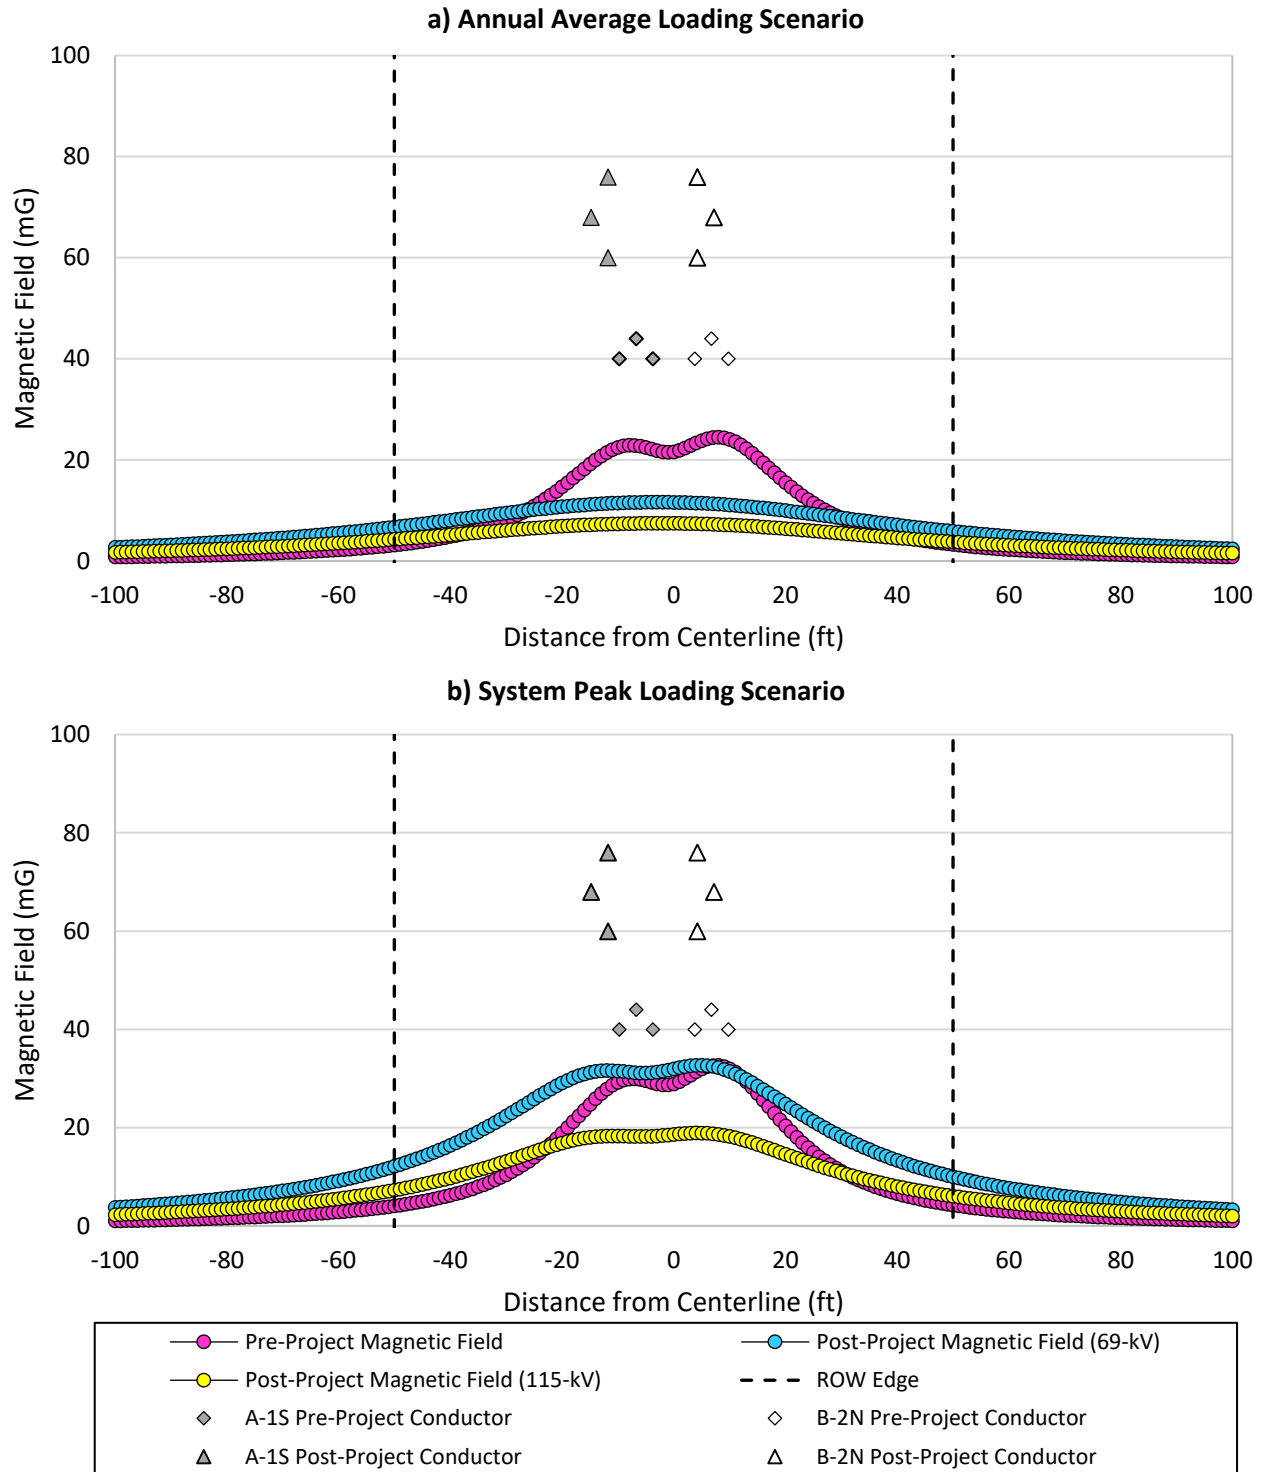 a) Annual Average Loading Scenario
100
80
60
40
20
0
Magnetic Field (mG)
-100 -80 -60 -40 -20 0 20 40 60 80 100
Distance from Centerline (ft)
b) System Peak Loading Scenario
100
80
60
40
20
0
Magnetic Field (mG)
-100 -80 -60 -40 -20 0 20 40 60 80 100
Distance from Centerline (ft)
Pre-Project Magnetic Field Post-Project Magnetic Field (69-kV)
Post-Project Magnetic Field (115-kV) ROW Edge
A-1S Pre-Project Conductor B-2N Pre-Project Conductor
A-1S Post-Project Conductor B-2N Post-Project Conductor